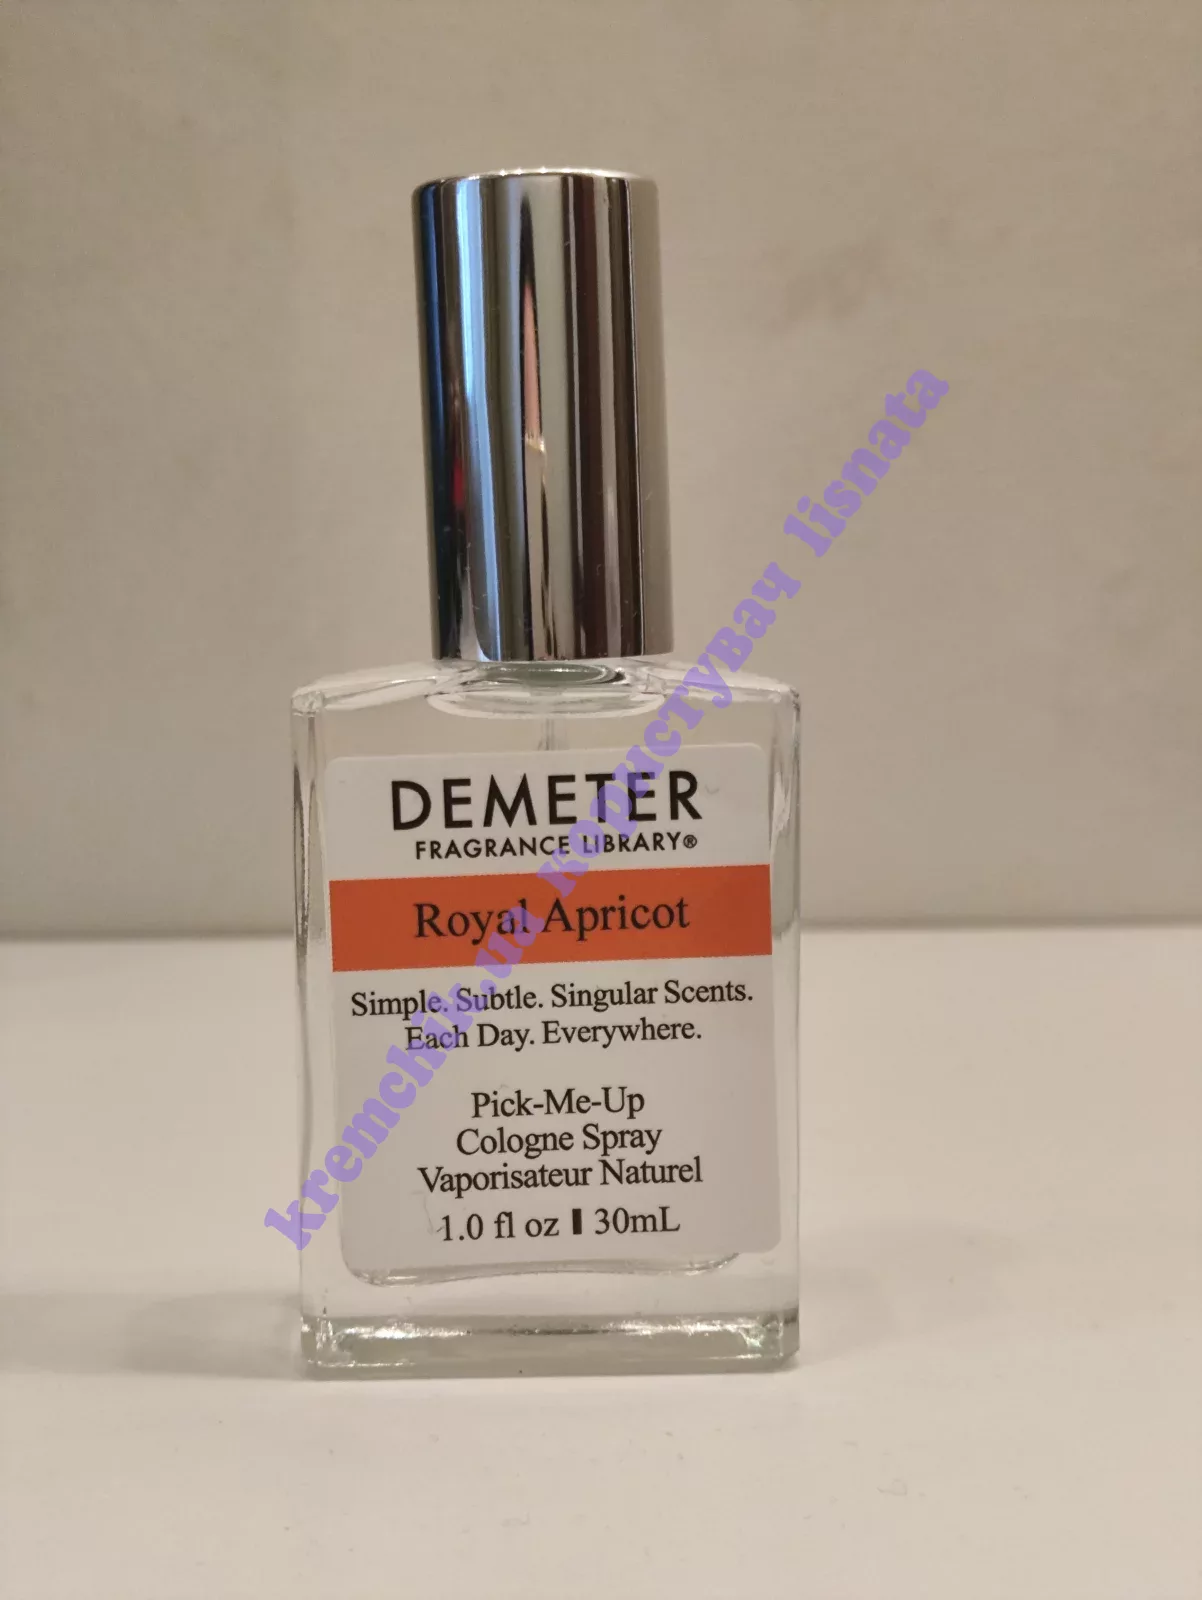 DEMETER
FRAGRANCE LIBRARY®
Royal Apricot
Simple. Subtle. Singular Scents.
Each Day. Everywhere.
Pick-Me-Up
Cologne Spray
Vaporisateur Naturel
1.0 fl oz ▌ 30mL
kremchik.ua користувач lisnata